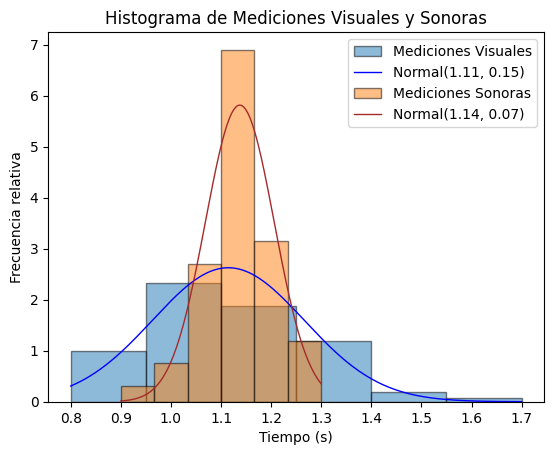 Histograma de Mediciones Visuales y Sonoras
Mediciones Visuales
Normal(1.11, 0.15)
Mediciones Sonoras
Normal(1.14, 0.07)
Frecuencia relativa
7
6
5
4
3
2
1
0
0.8 0.9 1.0 1.1 1.2 1.3 1.4 1.5 1.6 1.7
Tiempo (s)